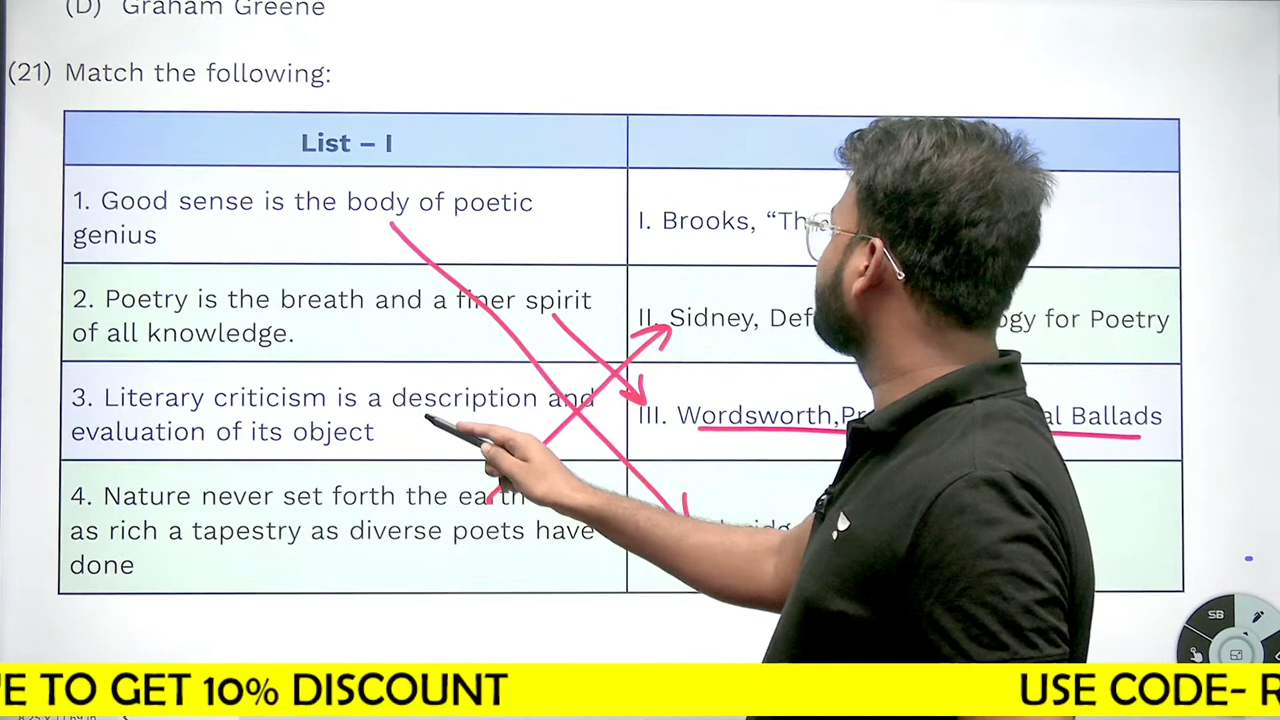 (D) Graham Greene
(21) Match the following:
List – I
1. Good sense is the body of poetic
genius
I. Brooks, “Th
2. Poetry is the breath and a finer spirit
of all knowledge.
II. Sidney, Def ogy for Poetry
3. Literary criticism is a description and
evaluation of its object
III. Wordsworth,Pr al Ballads
4. Nature never set forth the earth
as rich a tapestry as diverse poets have
done
E TO GET 10% DISCOUNT
USE CODE- R
SB